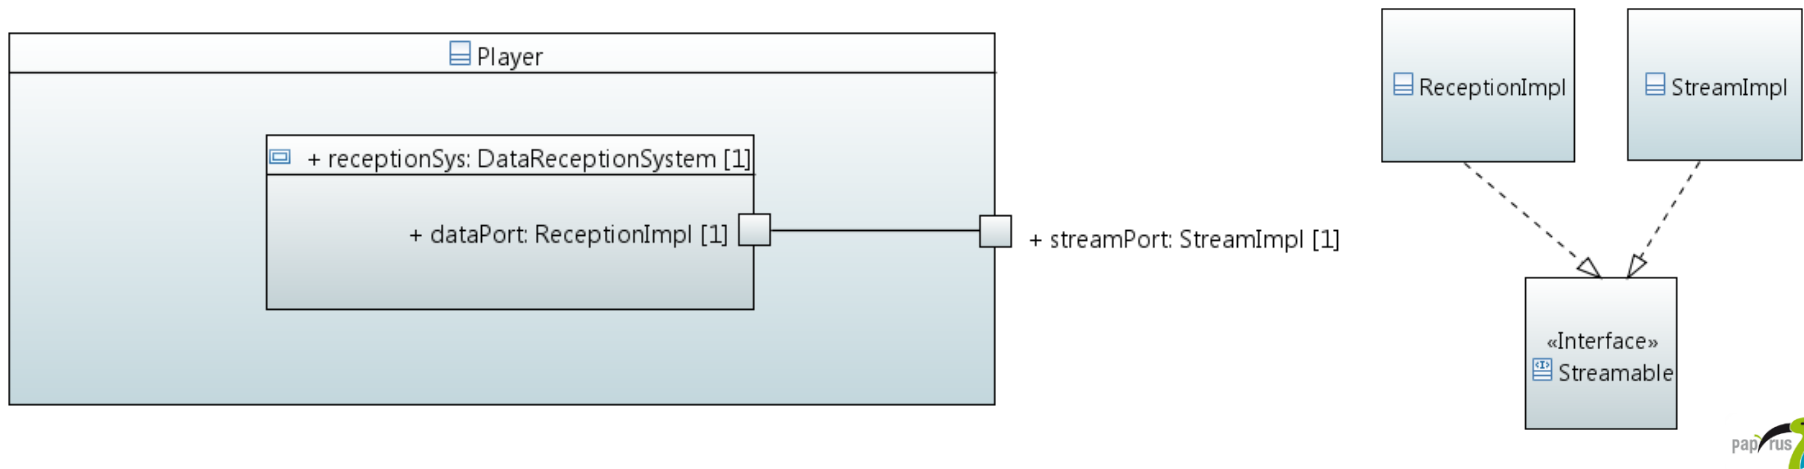 Player
+ receptionSys: DataReceptionSystem [1]
+ dataPort: ReceptionImpl [1]
+ streamPort: StreamImpl [1]
ReceptionImpl
StreamImpl
«Interface»
Streamable
papyrus